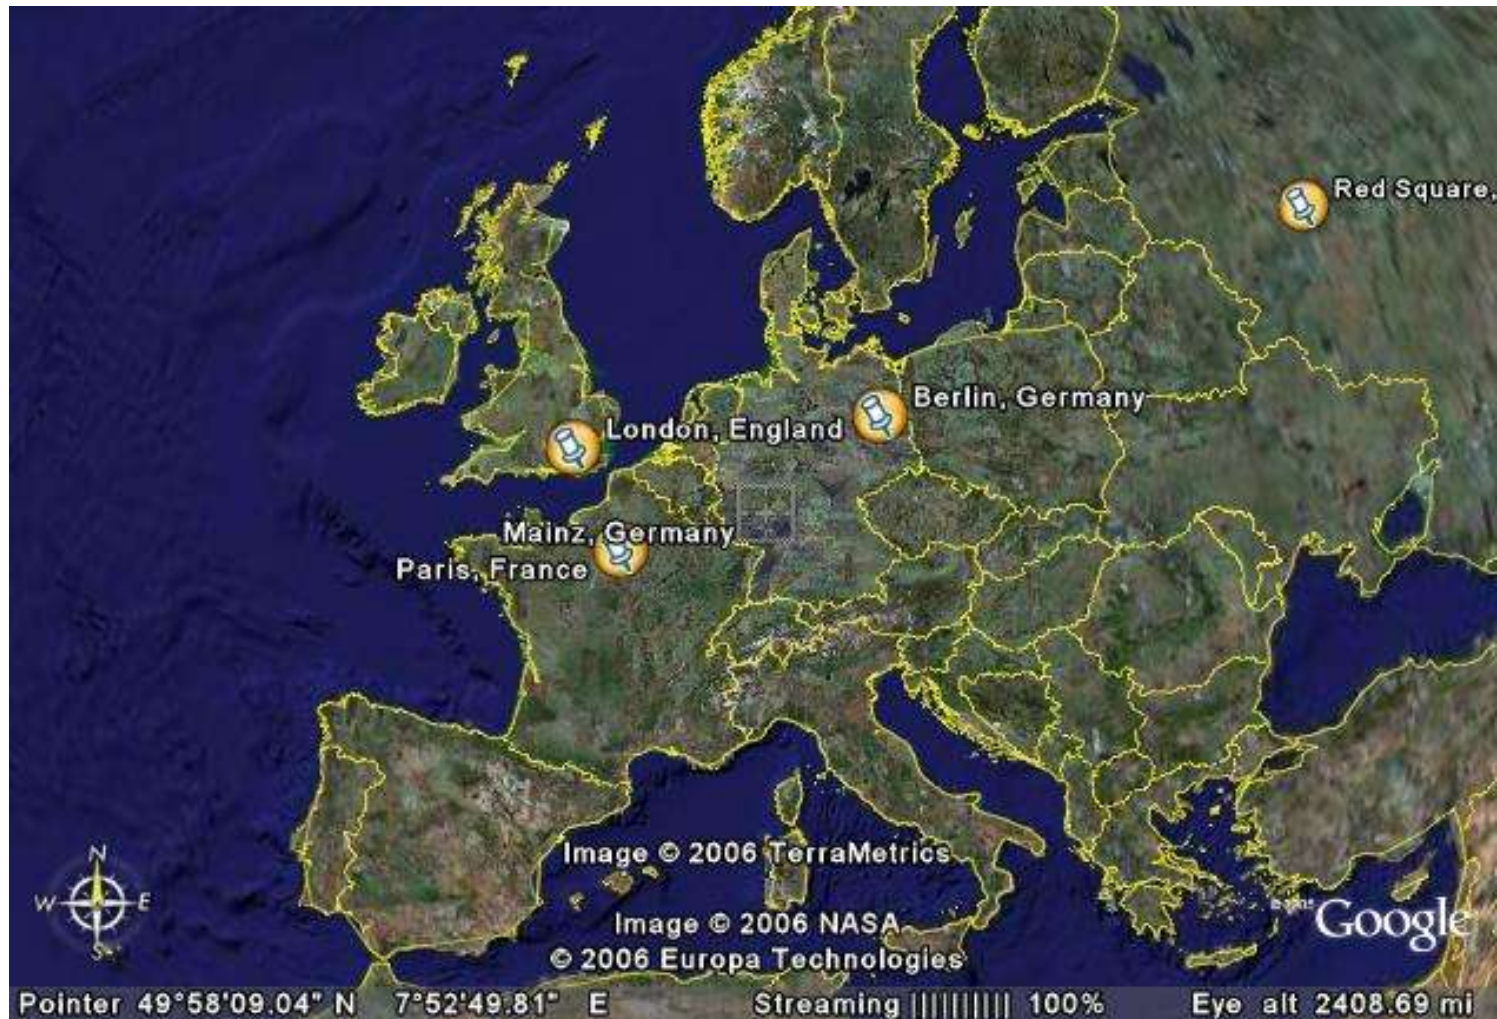 Red Square,
Berlin, Germany
London, England
Mainz, Germany
Paris, France
N
W E
S
Image © 2006 TerraMetrics
Image © 2006 NASA
© 2006 Europa Technologies
Google
Pointer 49°58'09.04" N 7°52'49.81" E Streaming |||||||||| 100% Eye alt 2408.69 mi